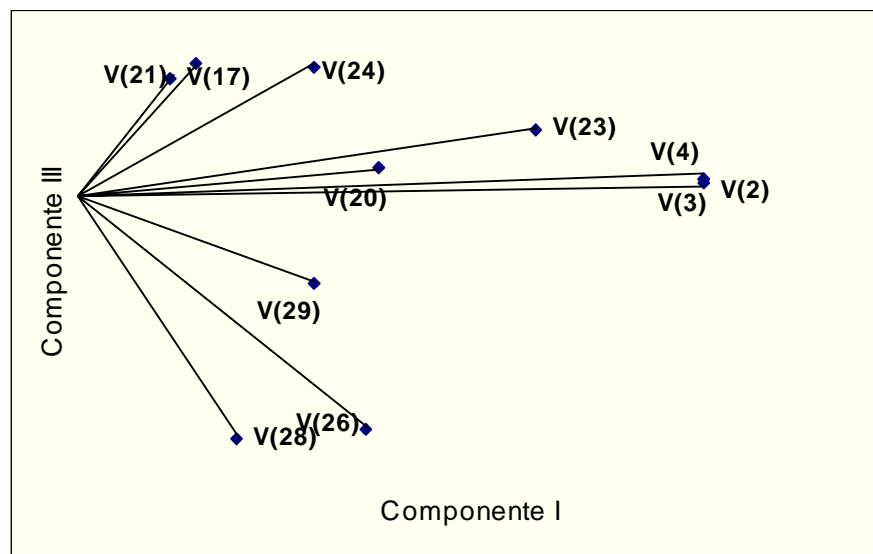 V(21)
V(17)
V(24)
V(23)
V(4)
V(2)
V(3)
V(20)
Componente III
V(29)
V(26)
V(28)
Componente I